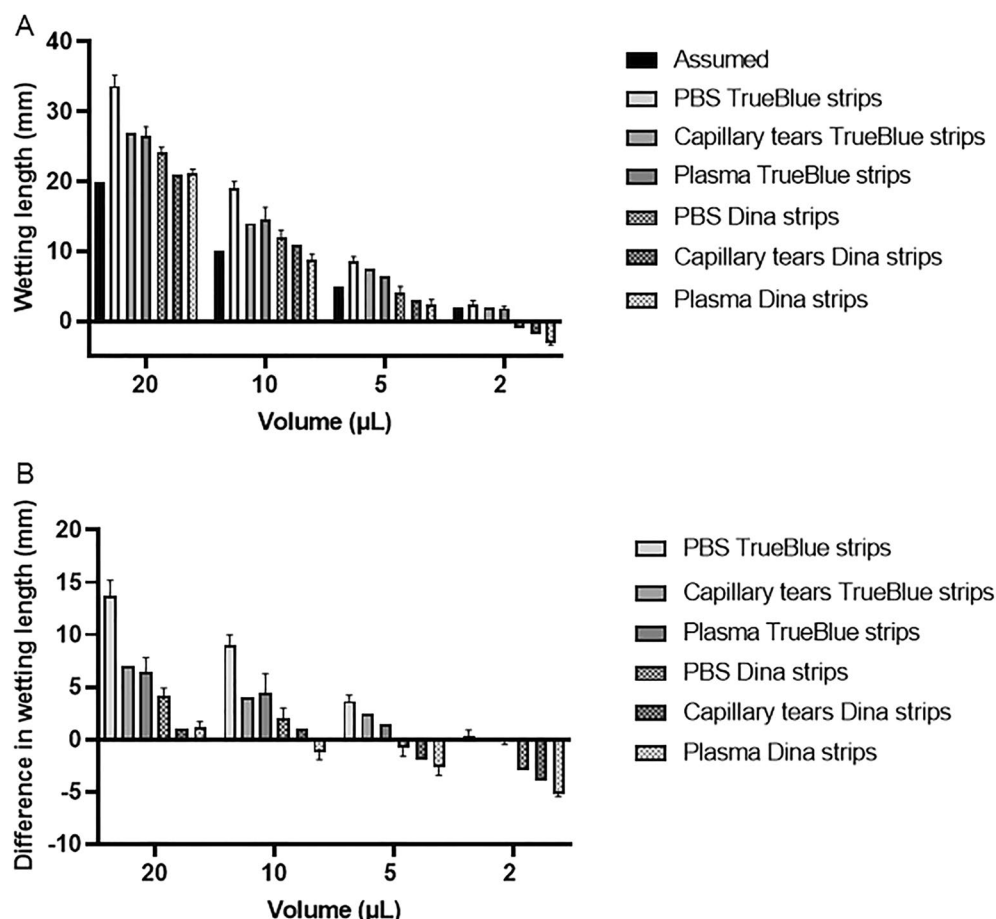 A
40
30
20
10
0
Wetting length (mm)
20 10 5 2
Volume (µL)
Assumed
PBS TrueBlue strips
Capillary tears TrueBlue strips
Plasma TrueBlue strips
PBS Dina strips
Capillary tears Dina strips
Plasma Dina strips
B
20
15
10
5
0
-5
-10
Difference in wetting length (mm)
20 10 5 2
Volume (µL)
PBS TrueBlue strips
Capillary tears TrueBlue strips
Plasma TrueBlue strips
PBS Dina strips
Capillary tears Dina strips
Plasma Dina strips